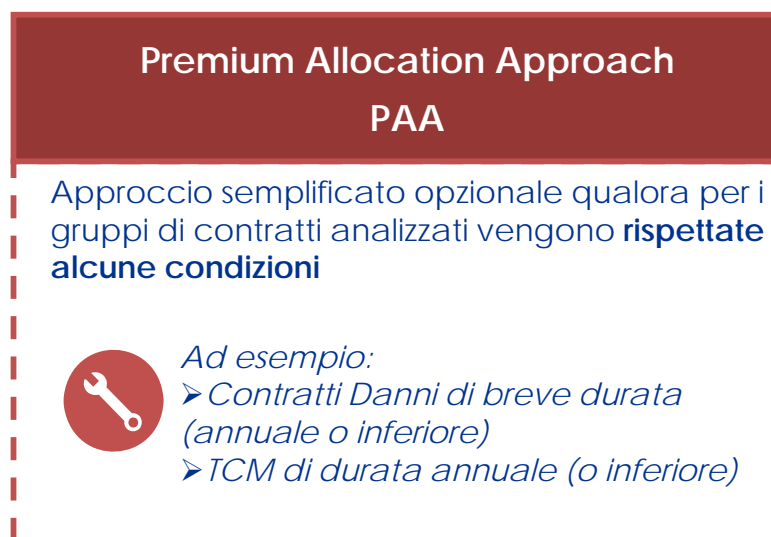 Premium Allocation Approach
PAA
Approccio semplificato opzionale qualora per i
gruppi di contratti analizzati vengono rispettate
alcune condizioni
Ad esempio:
➢Contratti Danni di breve durata
(annuale o inferiore)
➢TCM di durata annuale (o inferiore)